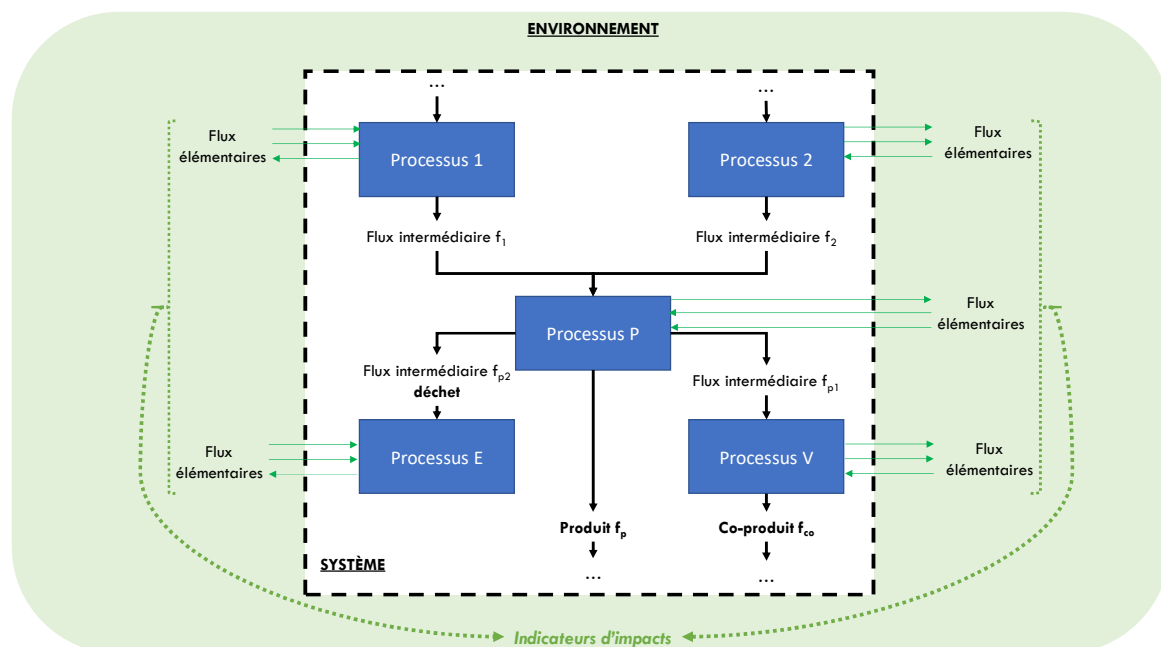 ENVIRONNEMENT
...
...
Flux
élémentaires
Processus 1
Processus 2
Flux
élémentaires
Flux intermédiaire f₁
Flux intermédiaire f₂
Processus P
Flux
élémentaires
Flux intermédiaire fₚ₂
déchet
Flux intermédiaire fₚ₁
Flux
élémentaires
Processus E
Processus V
Flux
élémentaires
Produit fₚ
Co-produit f_co
SYSTÈME
...
...
Indicateurs d'impacts